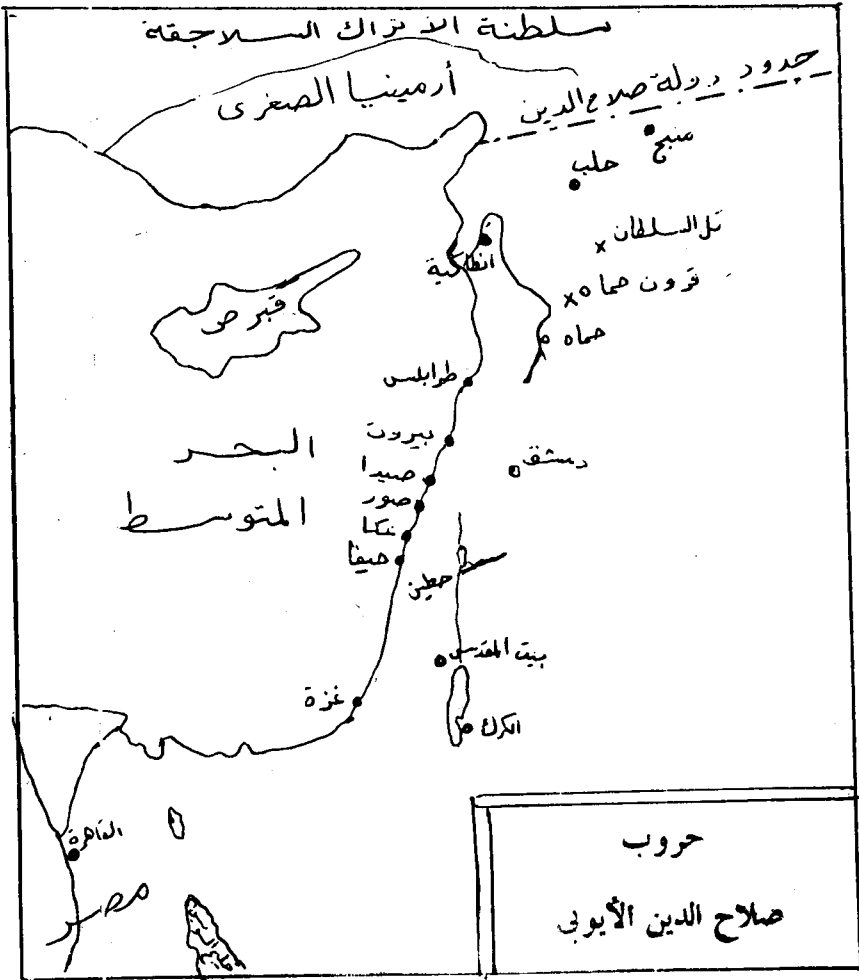 سلطنة الأتراك السلاجقة
أرمينيا الصغرى
حدود دولة صلاح الدين
منبج
حلب
تل السلطان
انطاكية
قرون حماه
قبرص
حماه
طرابلس
بيروت
البحر
دمشق
صيدا
صور
المتوسط
عكا
حيفا
حطين
بيت المقدس
غزة
الكرك
القاهرة
مصر
حروب
صلاح الدين الأيوبى